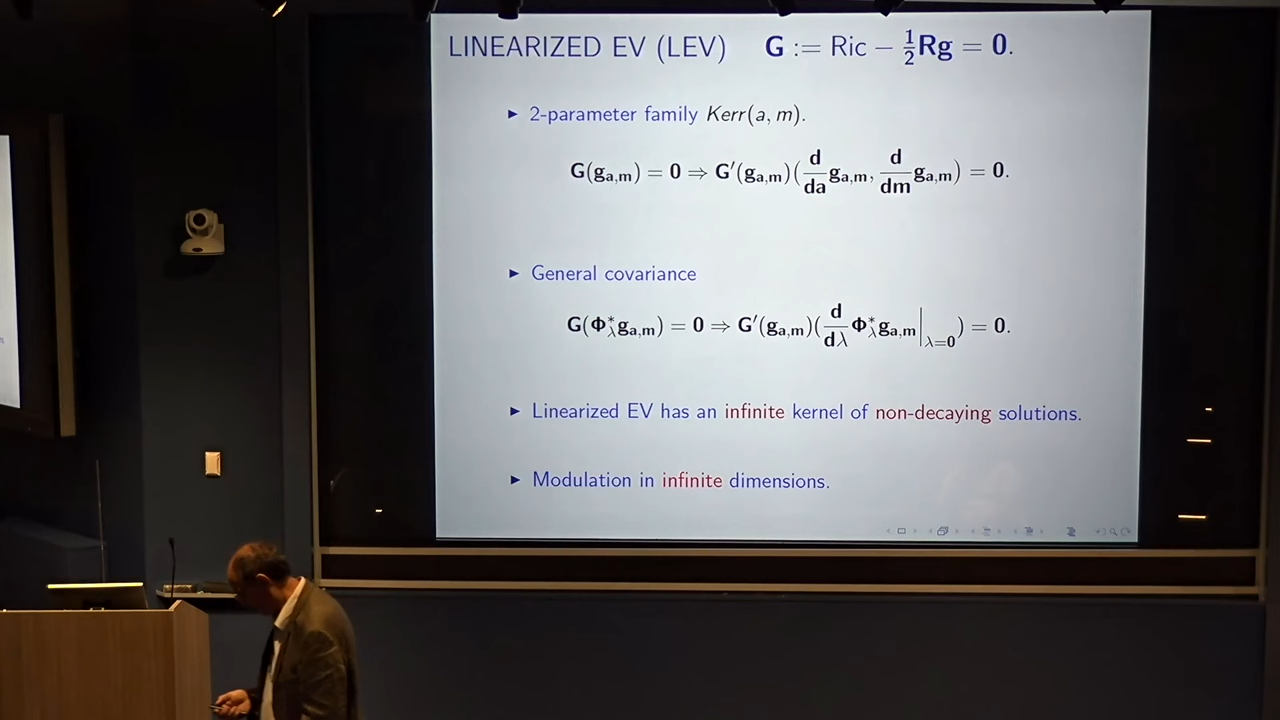 LINEARIZED EV (LEV) G := Ric − ½Rg = 0.
▶ 2-parameter family Kerr(a, m).
G(g_{a,m}) = 0 ⇒ G′(g_{a,m})(d/da g_{a,m}, d/dm g_{a,m}) = 0.
▶ General covariance
G(Φ*_λ g_{a,m}) = 0 ⇒ G′(g_{a,m})(d/dλ Φ*_λ g_{a,m}|_{λ=0}) = 0.
▶ Linearized EV has an infinite kernel of non-decaying solutions.
▶ Modulation in infinite dimensions.